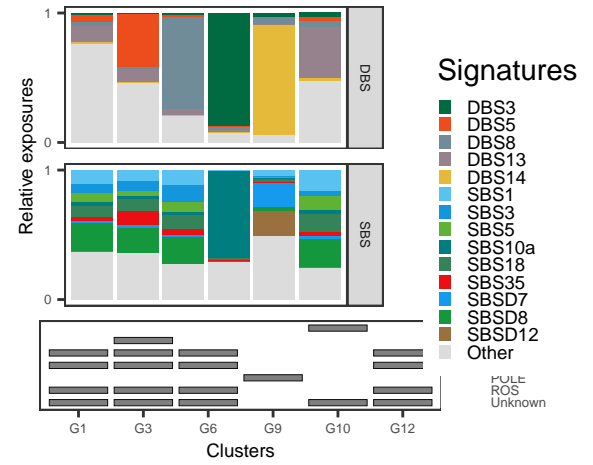 1
DBS
0
Relative exposures
1
SBS
0
Signatures
DBS3
DBS5
DBS8
DBS13
DBS14
SBS1
SBS3
SBS5
SBS10a
SBS18
SBS35
SBSD7
SBSD8
SBSD12
Other
POLE
ROS
Unknown
G1 G3 G6 G9 G10 G12
Clusters